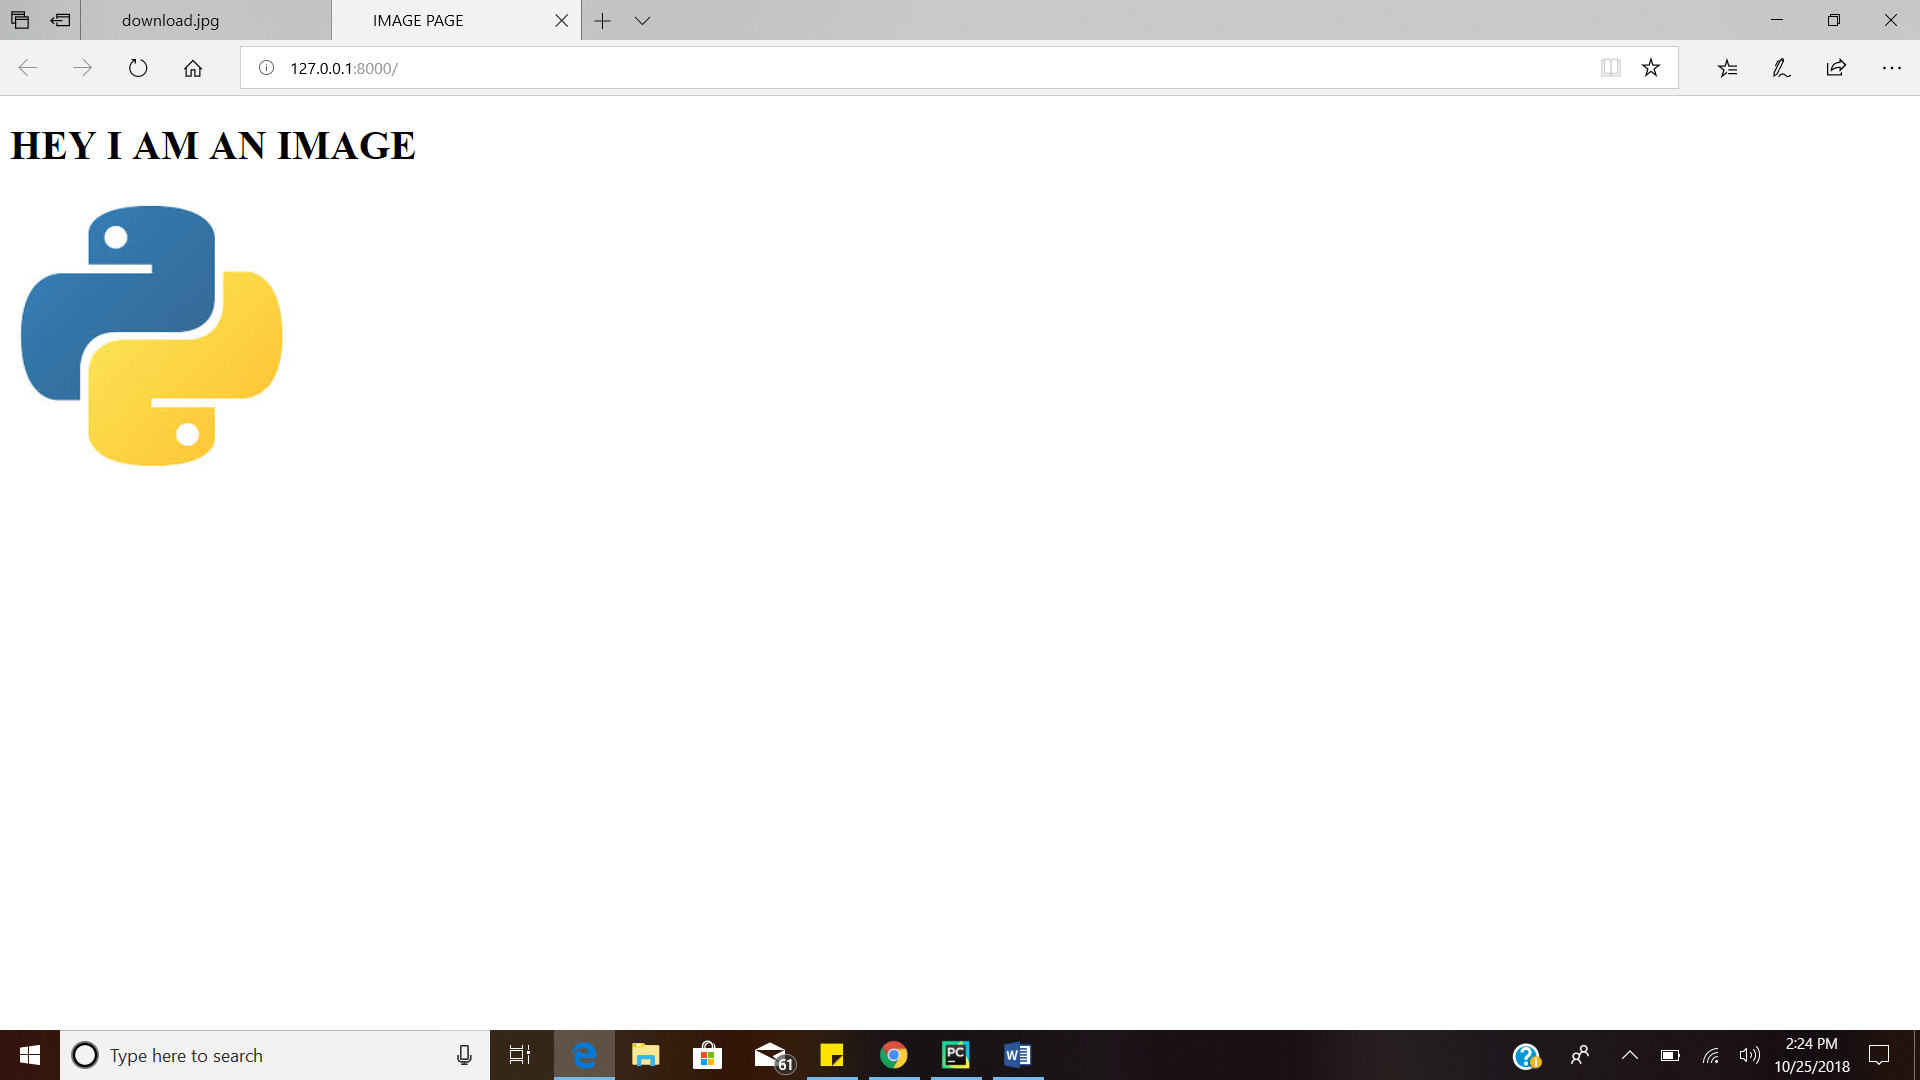 download.jpg
IMAGE PAGE
127.0.0.1:8000/
HEY I AM AN IMAGE
Type here to search
61
PC
W
2:24 PM
10/25/2018